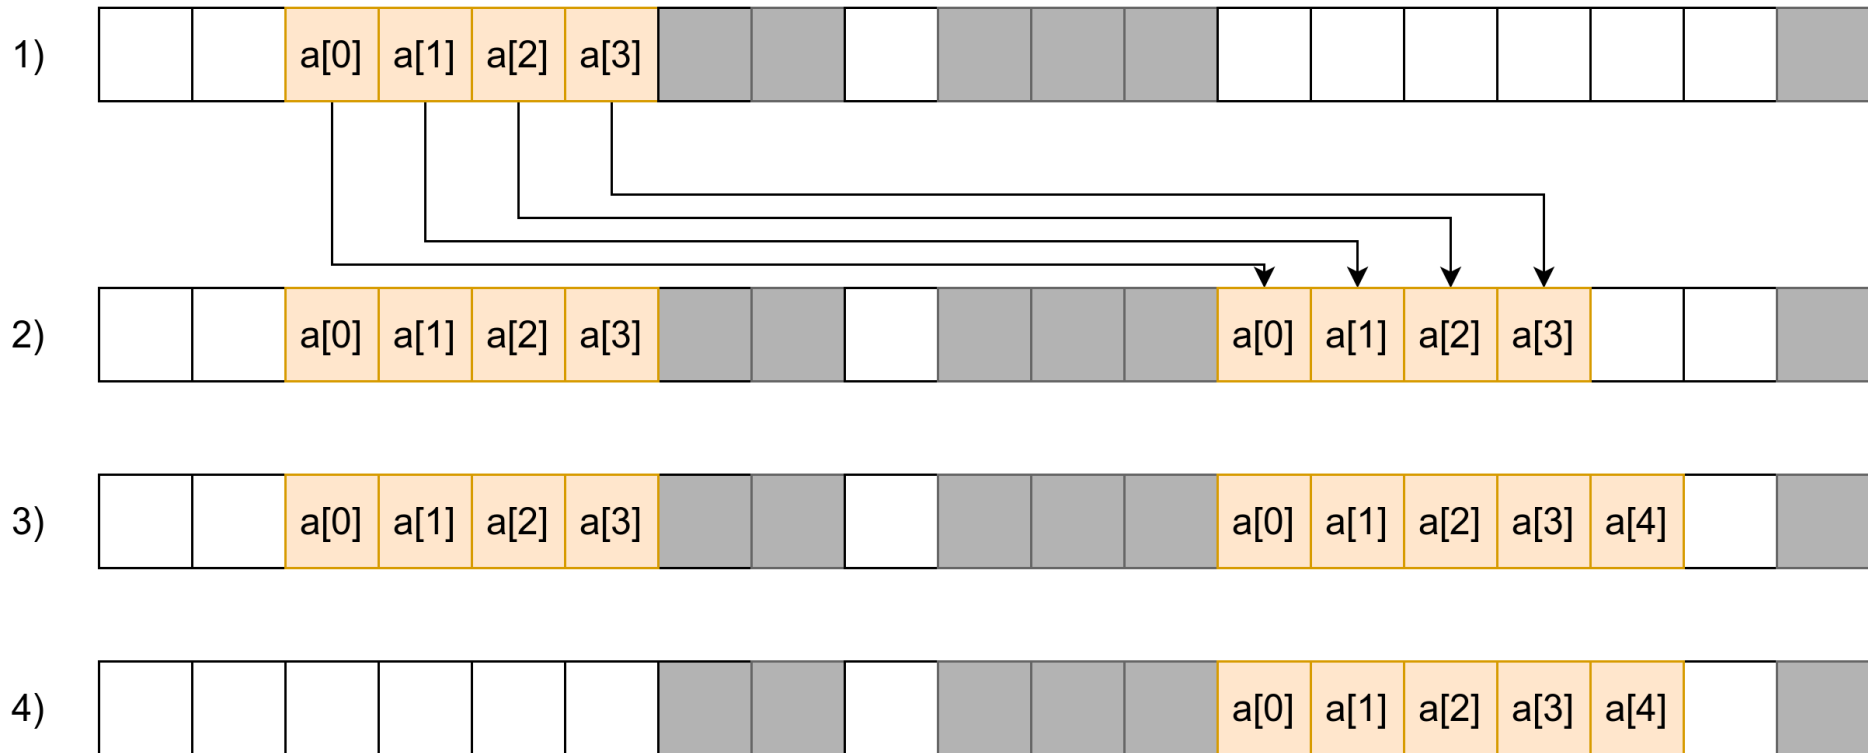 1) a[0] a[1] a[2] a[3]
2) a[0] a[1] a[2] a[3] a[0] a[1] a[2] a[3]
3) a[0] a[1] a[2] a[3] a[0] a[1] a[2] a[3] a[4]
4) a[0] a[1] a[2] a[3] a[4]